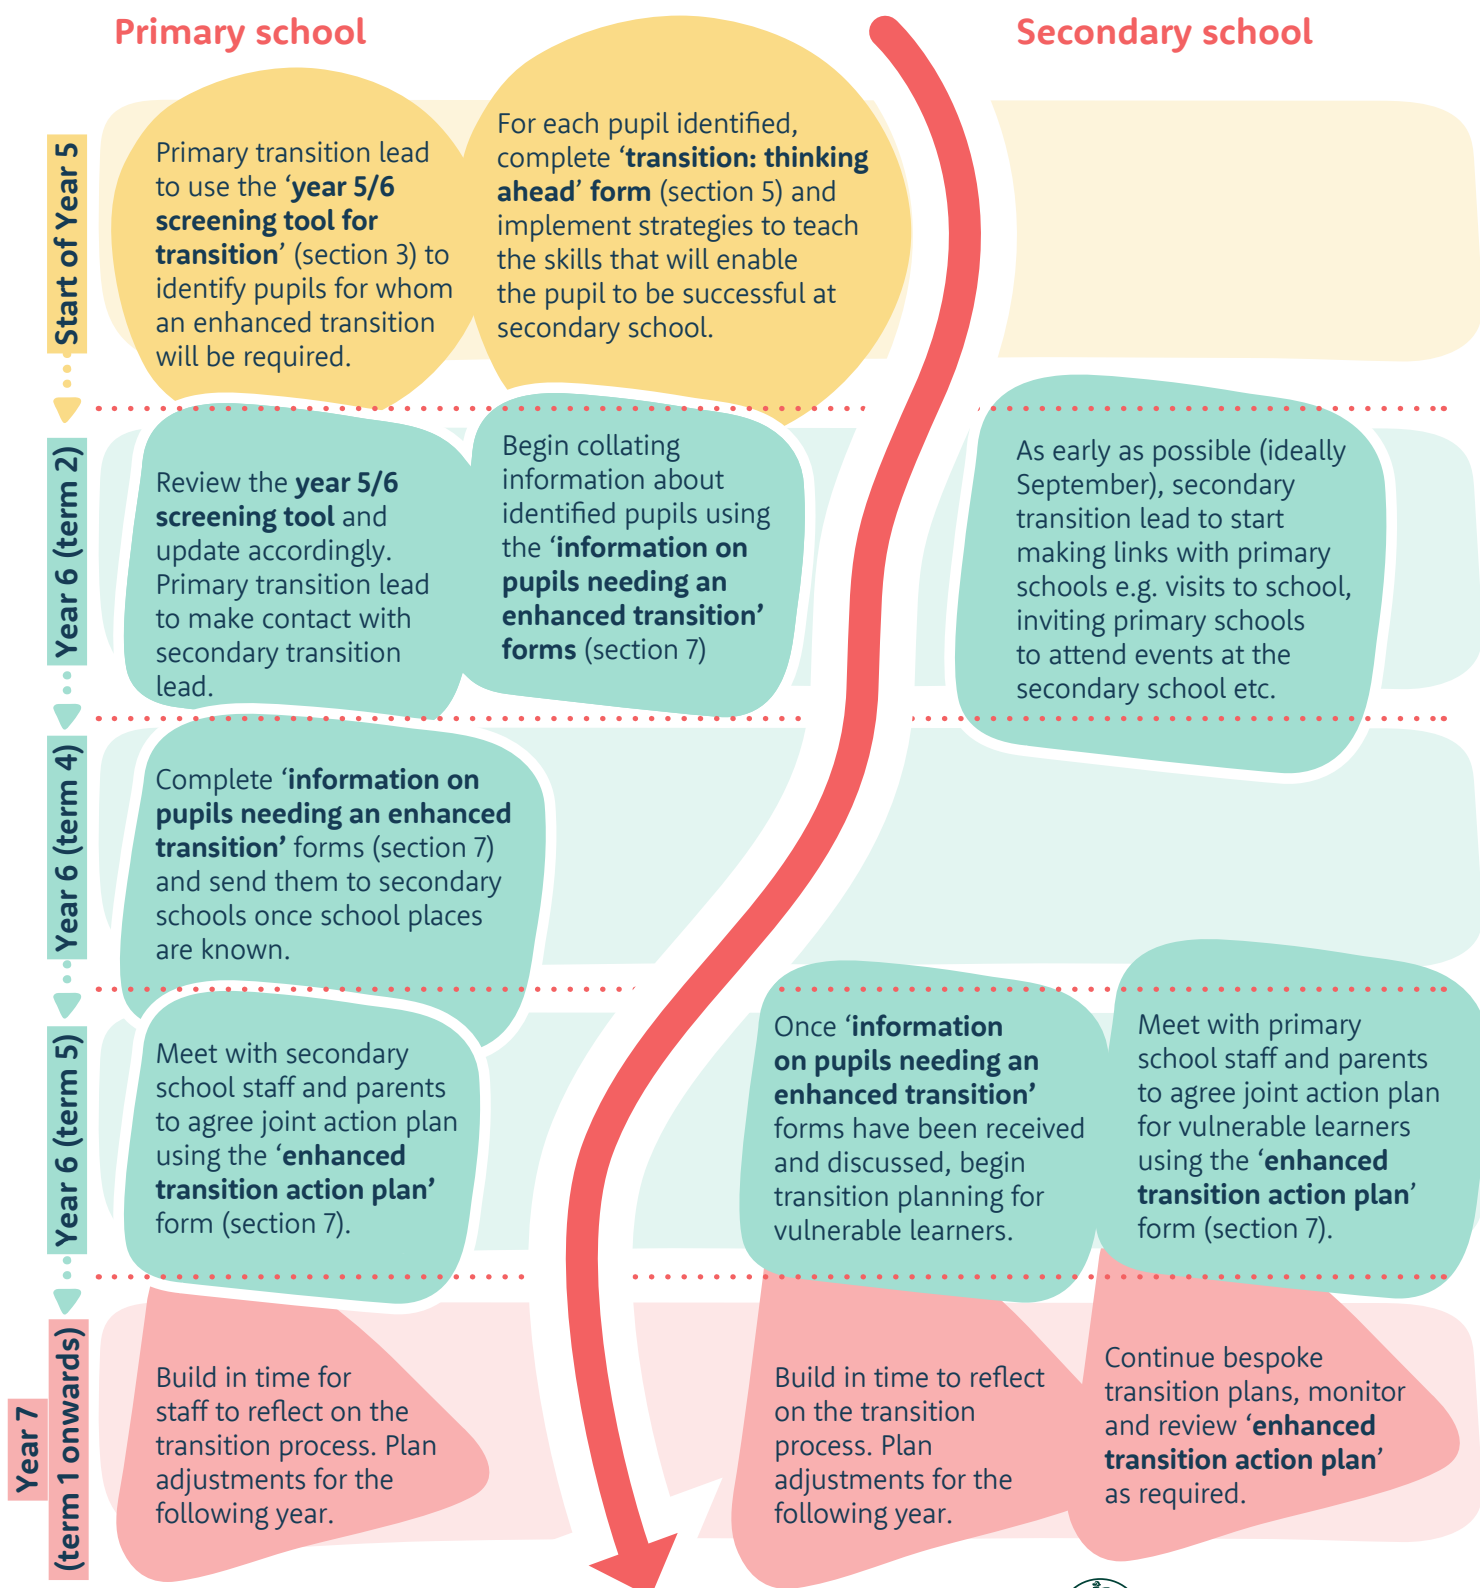 Primary school
Secondary school
Start of Year 5
Primary transition lead
to use the ‘year 5/6
screening tool for
transition’ (section 3) to
identify pupils for whom
an enhanced transition
will be required.
For each pupil identified,
complete ‘transition: thinking
ahead’ form (section 5) and
implement strategies to teach
the skills that will enable
the pupil to be successful at
secondary school.
Year 6 (term 2)
Review the year 5/6
screening tool and
update accordingly.
Primary transition lead
to make contact with
secondary transition
lead.
Begin collating
information about
identified pupils using
the ‘information on
pupils needing an
enhanced transition’
forms (section 7)
As early as possible (ideally
September), secondary
transition lead to start
making links with primary
schools e.g. visits to school,
inviting primary schools
to attend events at the
secondary school etc.
Year 6 (term 4)
Complete ‘information on
pupils needing an enhanced
transition’ forms (section 7)
and send them to secondary
schools once school places
are known.
Year 6 (term 5)
Meet with secondary
school staff and parents
to agree joint action plan
using the ‘enhanced
transition action plan’
form (section 7).
Once ‘information
on pupils needing an
enhanced transition’
forms have been received
and discussed, begin
transition planning for
vulnerable learners.
Meet with primary
school staff and parents
to agree joint action plan
for vulnerable learners
using the ‘enhanced
transition action plan’
form (section 7).
Year 7
(term 1 onwards)
Build in time for
staff to reflect on the
transition process. Plan
adjustments for the
following year.
Build in time to reflect
on the transition
process. Plan
adjustments for the
following year.
Continue bespoke
transition plans, monitor
and review ‘enhanced
transition action plan’
as required.